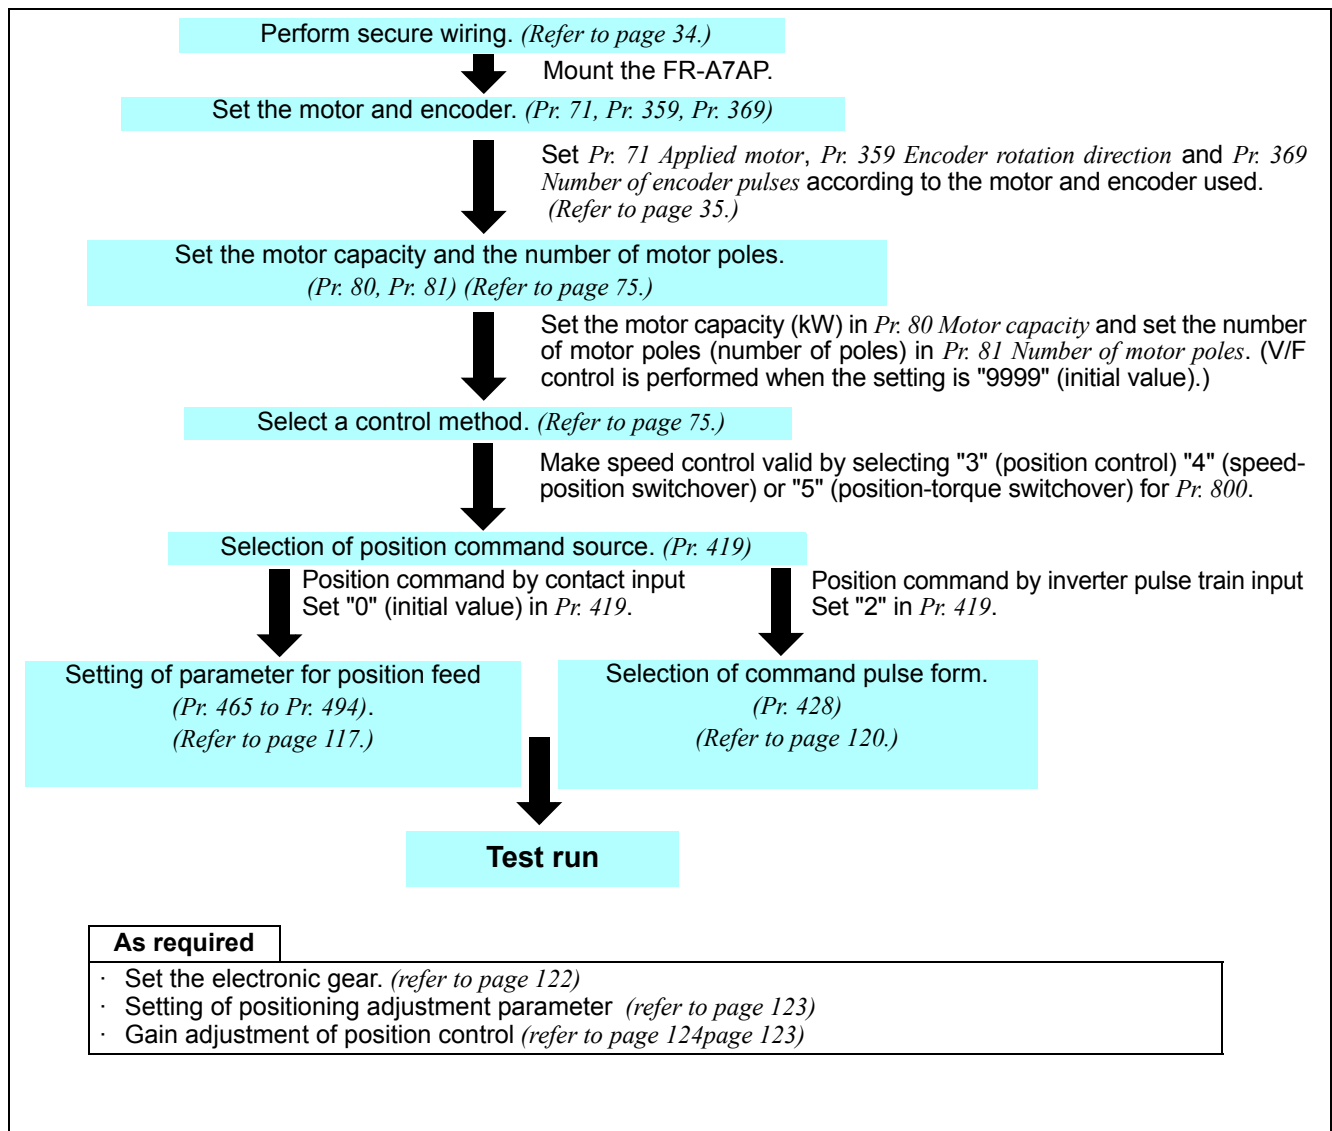 Perform secure wiring. (Refer to page 34.)
Mount the FR-A7AP.
Set the motor and encoder. (Pr. 71, Pr. 359, Pr. 369)
Set Pr. 71 Applied motor, Pr. 359 Encoder rotation direction and Pr. 369
Number of encoder pulses according to the motor and encoder used.
(Refer to page 35.)
Set the motor capacity and the number of motor poles.
(Pr. 80, Pr. 81) (Refer to page 75.)
Set the motor capacity (kW) in Pr. 80 Motor capacity and set the number
of motor poles (number of poles) in Pr. 81 Number of motor poles. (V/F
control is performed when the setting is "9999" (initial value).)
Select a control method. (Refer to page 75.)
Make speed control valid by selecting "3" (position control) "4" (speed-
position switchover) or "5" (position-torque switchover) for Pr. 800.
Selection of position command source. (Pr. 419)
Position command by contact input
Set "0" (initial value) in Pr. 419.
Position command by inverter pulse train input
Set "2" in Pr. 419.
Setting of parameter for position feed
(Pr. 465 to Pr. 494).
(Refer to page 117.)
Selection of command pulse form.
(Pr. 428)
(Refer to page 120.)
Test run
As required
· Set the electronic gear. (refer to page 122)
· Setting of positioning adjustment parameter (refer to page 123)
· Gain adjustment of position control (refer to page 124page 123)